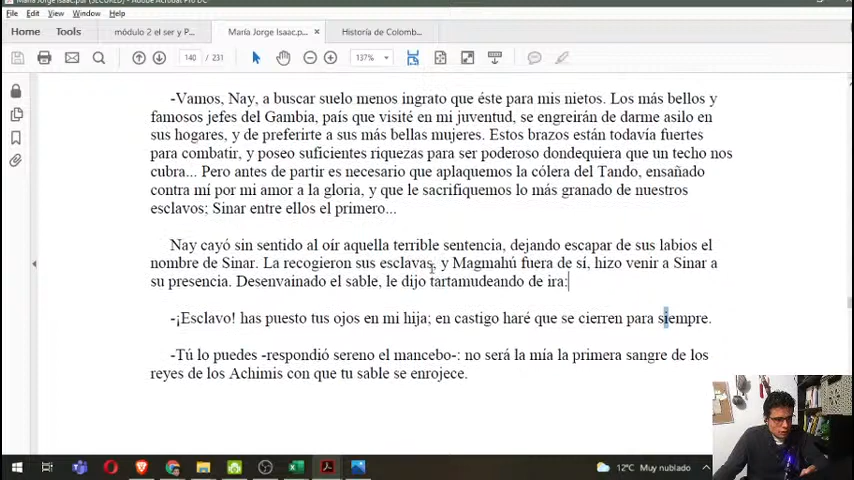 File Edit View Window Help
Home Tools módulo 2 el ser y P... María Jorge Isaac.pdf (SECURED) × Historía de Colomb...
140 / 231 137%
-Vamos, Nay, a buscar suelo menos ingrato que éste para mis nietos. Los más bellos y
famosos jefes del Gambia, país que visité en mi juventud, se engreirán de darme asilo en
sus hogares, y de preferirte a sus más bellas mujeres. Estos brazos están todavía fuertes
para combatir, y poseo suficientes riquezas para ser poderoso dondequiera que un techo nos
cubra... Pero antes de partir es necesario que aplaquemos la cólera del Tando, ensañado
contra mí por mi amor a la gloria, y que le sacrifiquemos lo más granado de nuestros
esclavos; Sinar entre ellos el primero...
Nay cayó sin sentido al oír aquella terrible sentencia, dejando escapar de sus labios el
nombre de Sinar. La recogieron sus esclavas, y Magmahú fuera de sí, hizo venir a Sinar a
su presencia. Desenvainado el sable, le dijo tartamudeando de ira:
-¡Esclavo! has puesto tus ojos en mi hija; en castigo haré que se cierren para siempre.
-Tú lo puedes -respondió sereno el mancebo-: no será la mía la primera sangre de los
reyes de los Achimis con que tu sable se enrojece.
12°C Muy nublado